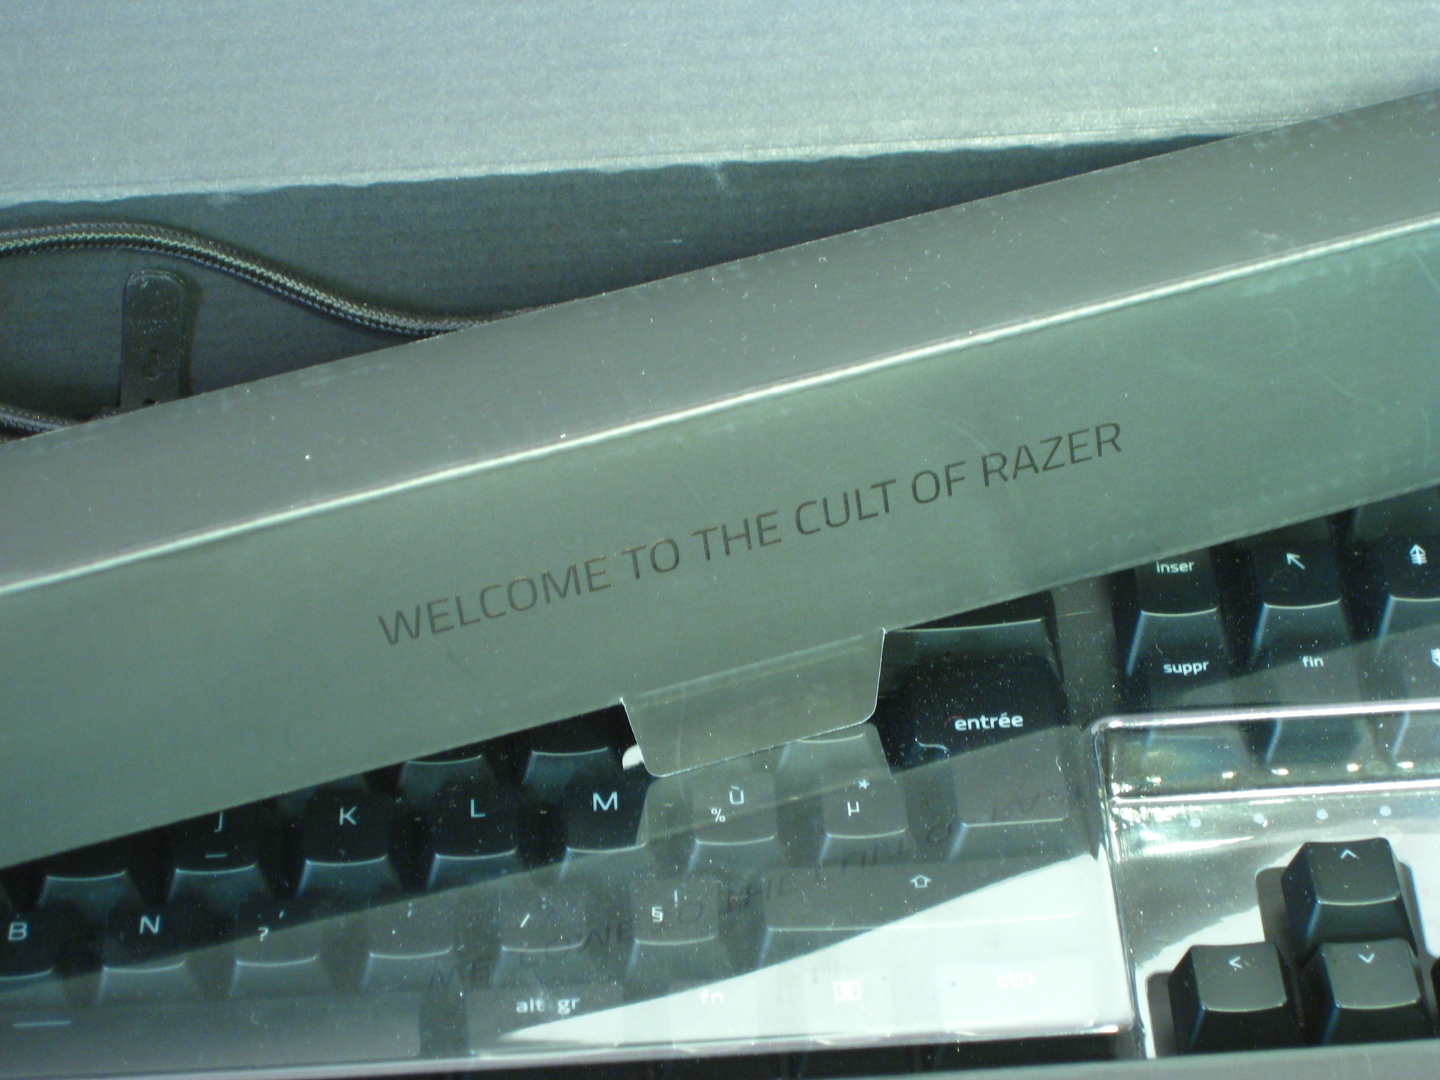 WELCOME TO THE CULT OF RAZER
inser
suppr fin
entrée
J K L M % ù * µ
B N ? , ; / : § !
alt gr fn ctrl